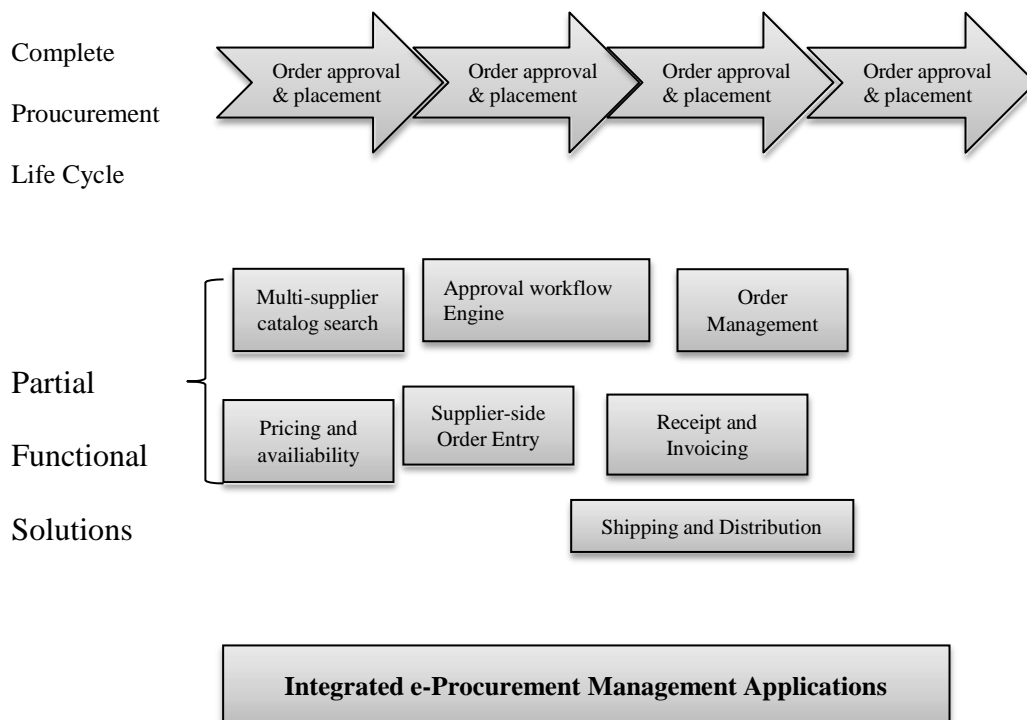 Complete
Proucurement
Life Cycle
Order approval
& placement
Order approval
& placement
Order approval
& placement
Order approval
& placement
Partial
Functional
Solutions
Multi-supplier
catalog search
Approval workflow
Engine
Order
Management
Pricing and
availiability
Supplier-side
Order Entry
Receipt and
Invoicing
Shipping and Distribution
Integrated e-Procurement Management Applications